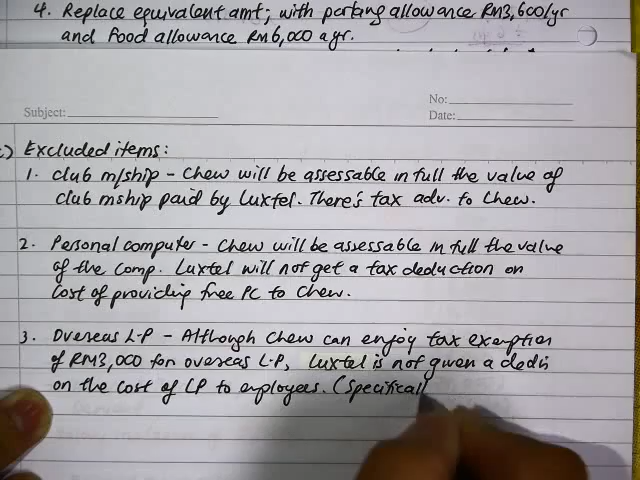 4. Replace equivalent amt; with parking allowance RM3,600/yr
and Food allowance RM6,000 a yr.
No:
Subject:
Date:
c) Excluded items:
1. Club m/ship - Chew will be assessable in full the value of
club mship paid by Luxtel. There's tax adv. to Chew.
2. Personal computer - Chew will be assessable in full the value
of the comp. Luxtel will not get a tax deduction on
cost of providing free PC to Chew.
3. Overseas L.P - Although Chew can enjoy tax exemption
of RM3,000 for overseas L.P, Luxtel is not given a ded'n
on the cost of LP to employees. (Specifical